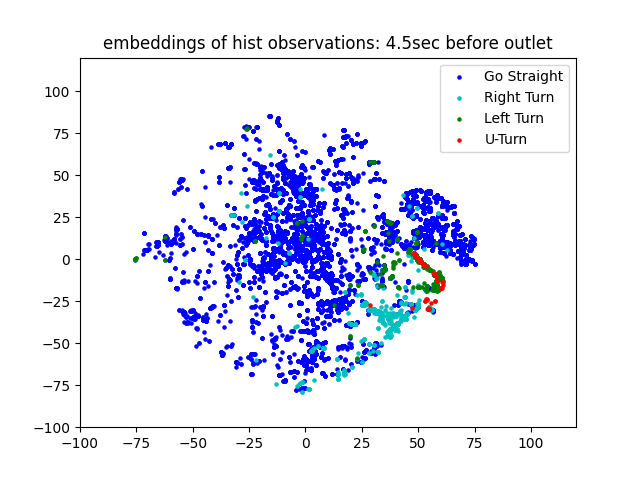 embeddings of hist observations: 4.5sec before outlet
Go Straight
Right Turn
Left Turn
U-Turn
100
75
50
25
0
−25
−50
−75
−100
−100 −75 −50 −25 0 25 50 75 100